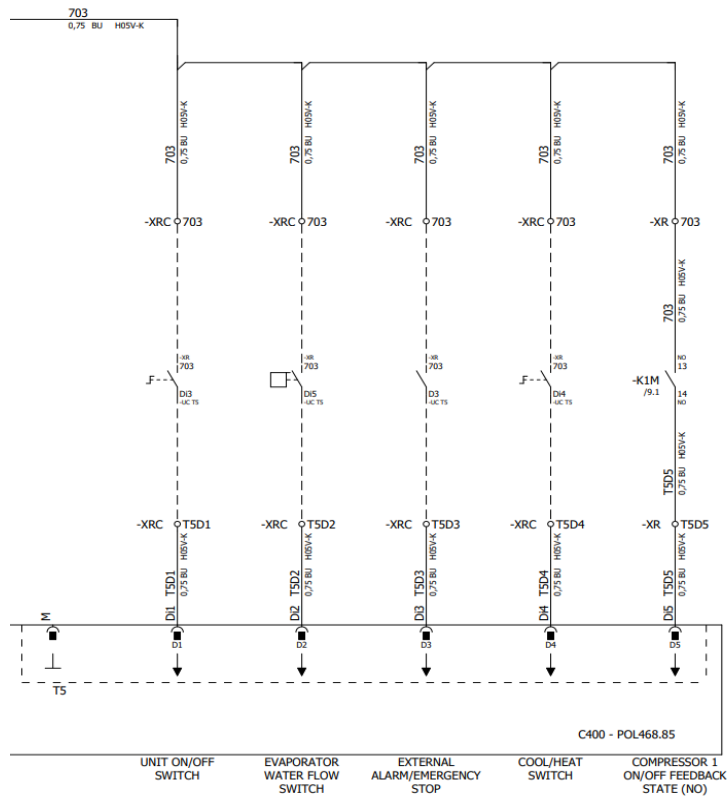 703
0,75 BU H05V-K
703
0,75 BU H05V-K
703
0,75 BU H05V-K
703
0,75 BU H05V-K
703
0,75 BU H05V-K
703
0,75 BU H05V-K
-XRC 703
-XRC 703
-XRC 703
-XRC 703
-XR 703
703
0,75 BU H05V-K
-XR
703
Di3
-UC T5
-XR
703
Di5
-UC T5
-XR
703
D3
-UC T5
-XR
703
Di4
-UC T5
NO
13
-K1M
/9.1
14
NO
T5D5
0,75 BU H05V-K
-XRC T5D1
-XRC T5D2
-XRC T5D3
-XRC T5D4
-XR T5D5
T5D1
0,75 BU H05V-K
T5D2
0,75 BU H05V-K
T5D3
0,75 BU H05V-K
T5D4
0,75 BU H05V-K
T5D5
0,75 BU H05V-K
M
Di1
Di2
Di3
Di4
Di5
D1
D2
D3
D4
D5
T5
C400 - POL468.85
UNIT ON/OFF
SWITCH
EVAPORATOR
WATER FLOW
SWITCH
EXTERNAL
ALARM/EMERGENCY
STOP
COOL/HEAT
SWITCH
COMPRESSOR 1
ON/OFF FEEDBACK
STATE (NO)